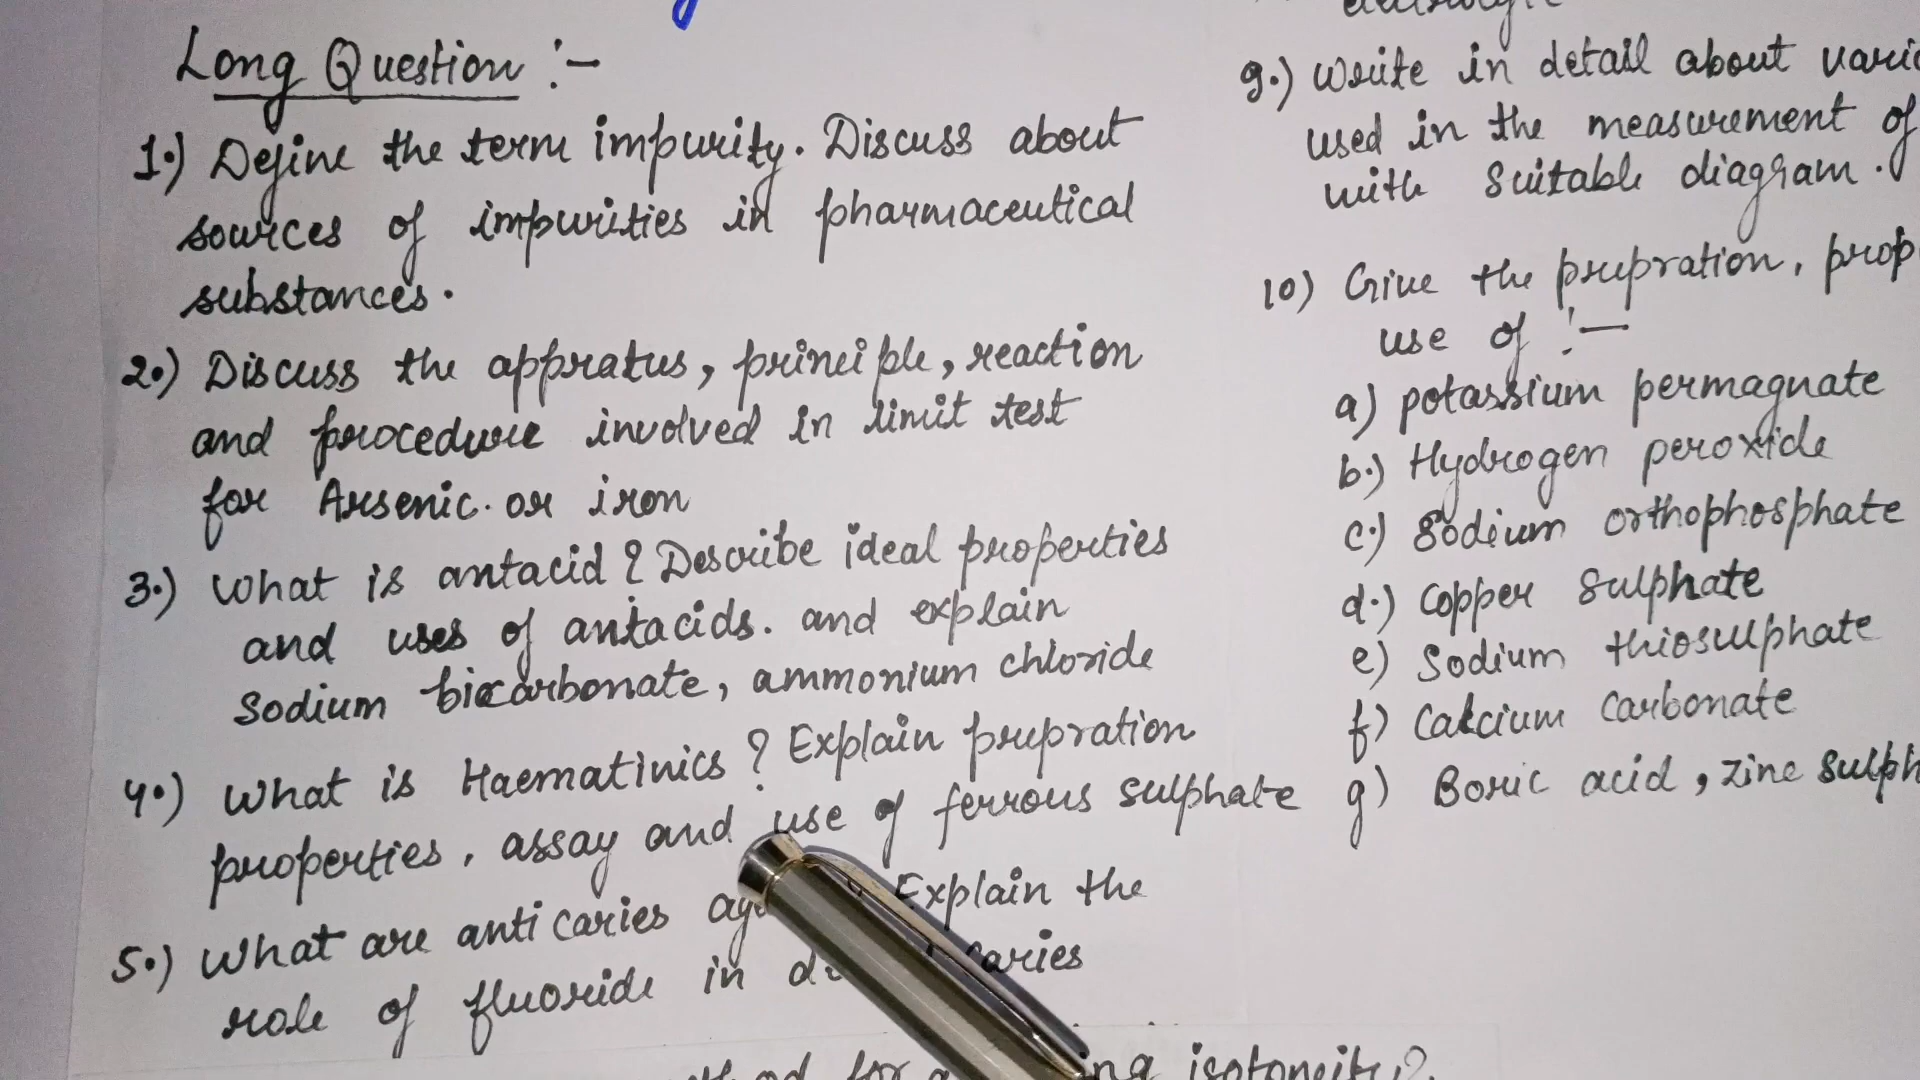 Long Question :-
1.) Define the term impurity. Discuss about
sources of impurities in pharmaceutical
substances.
2.) Discuss the appratus, principle, reaction
and procedure involved in limit test
for Arsenic. or iron
3.) What is antacid? Describe ideal properties
and uses of antacids. and explain
Sodium bicarbonate, ammonium chloride
4.) What is Haematinics? Explain prepration
properties, assay and use of ferrous sulphate
5.) What are anti caries Explain the
role of fluoride in caries
for isotonicity?
9.) Write in detail about
used in the measurement of
with suitable diagram.
10) Give the prepration,
use of :-
a) potassium permagnate
b.) Hydrogen peroxide
c.) Sodium orthophosphate
d.) Copper Sulphate
e) Sodium thiosulphate
f) Calcium Carbonate
g) Boric acid, zinc